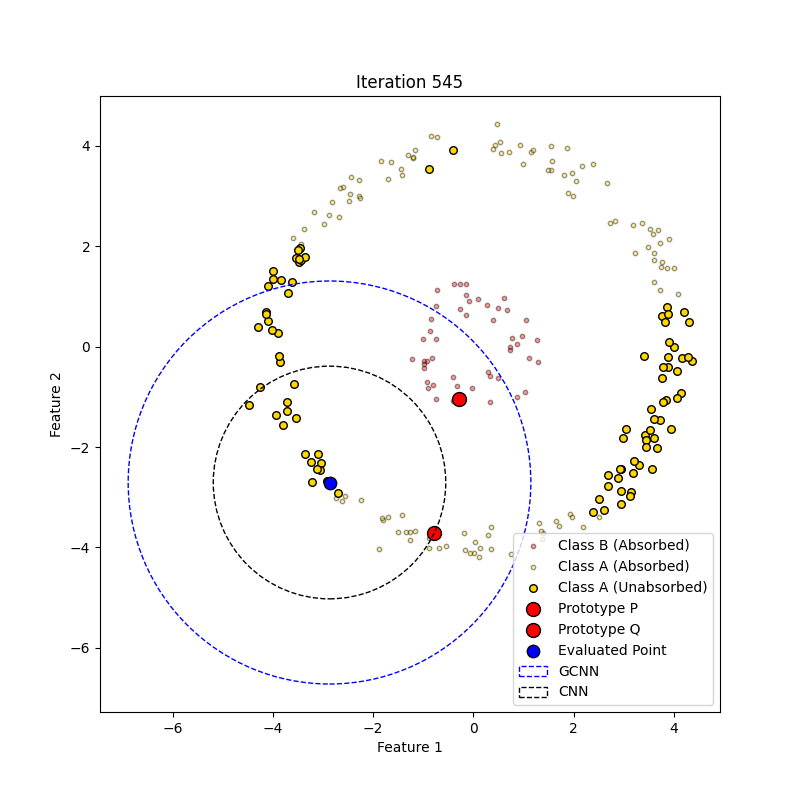 Iteration 545
Feature 2
4
2
0
−2
−4
−6
−6
−4
−2
0
2
4
Feature 1
Class B (Absorbed)
Class A (Absorbed)
Class A (Unabsorbed)
Prototype P
Prototype Q
Evaluated Point
GCNN
CNN